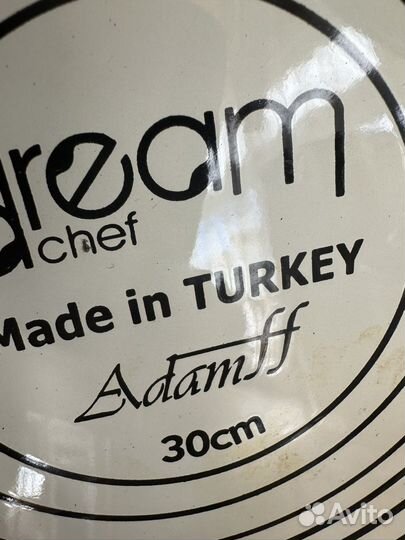 dream
chef
Made in TURKEY
Adamff
30cm
Avito